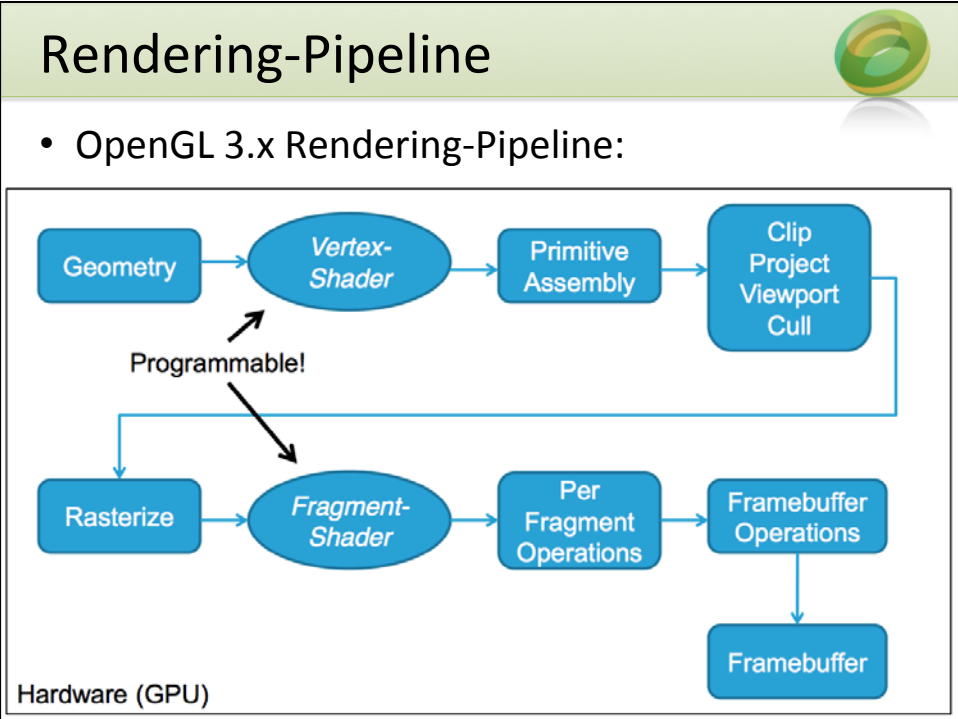 Rendering-Pipeline
• OpenGL 3.x Rendering-Pipeline:
Geometry
Vertex-
Shader
Primitive
Assembly
Clip
Project
Viewport
Cull
Programmable!
Rasterize
Fragment-
Shader
Per
Fragment
Operations
Framebuffer
Operations
Framebuffer
Hardware (GPU)